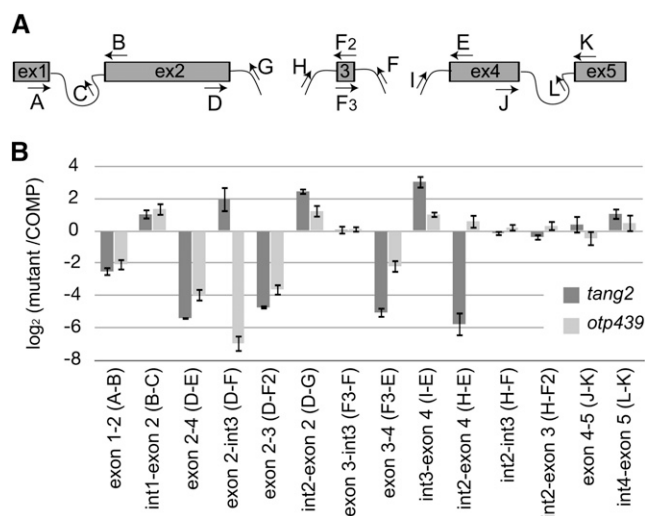 A
B F2 E K
ex1 ex2 G H 3 F I ex4 ex5
A C D F3 J L
B
log2 (mutant /COMP)
4
2
0
-2
-4
-6
-8
tang2
otp439
exon 1-2 (A-B)
int1-exon 2 (B-C)
exon 2-4 (D-E)
exon 2-int3 (D-F)
exon 2-3 (D-F2)
int2-exon 2 (D-G)
exon 3-int3 (F3-F)
exon 3-4 (F3-E)
int3-exon 4 (I-E)
int2-exon 4 (H-E)
int2-int3 (H-F)
int2-exon 3 (H-F2)
exon 4-5 (J-K)
int4-exon 5 (L-K)